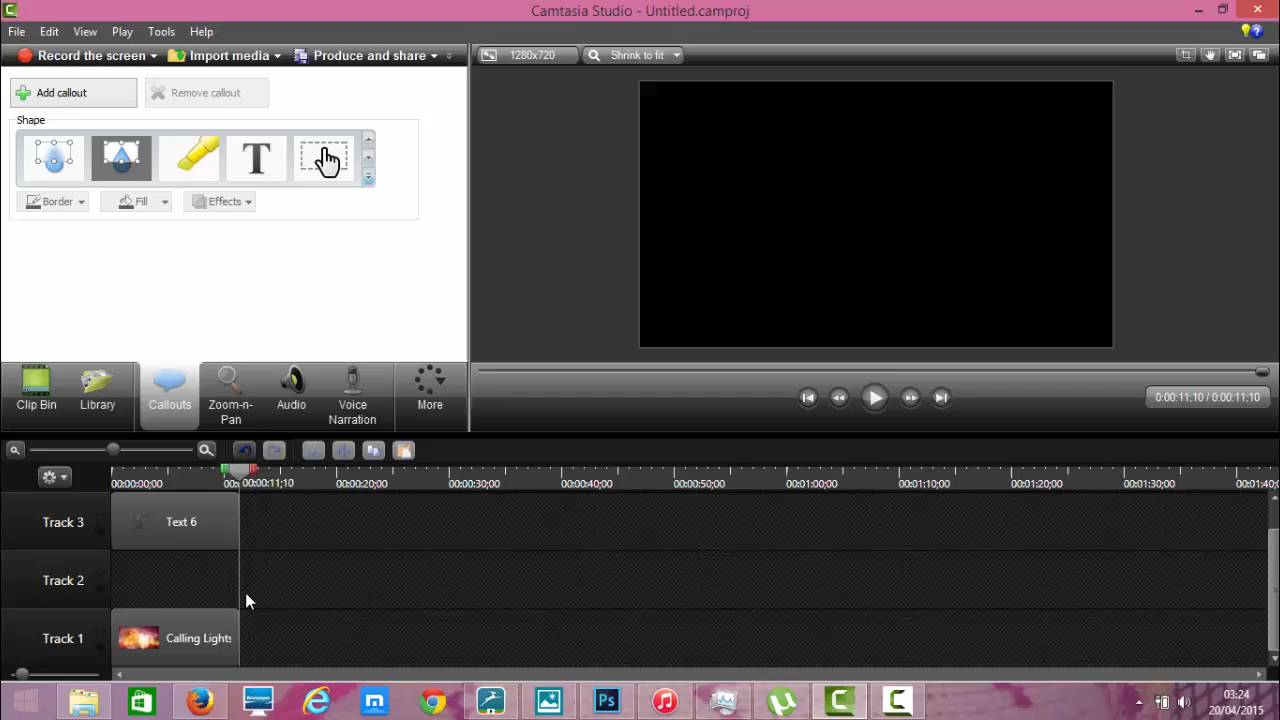 Camtasia Studio - Untitled.camproj
File Edit View Play Tools Help
Record the screen Import media Produce and share
1280x720 Shrink to fit
Add callout Remove callout
Shape
T
Border Fill Effects
Clip Bin Library Callouts Zoom-n-Pan Audio Voice Narration More
0:00:11;10 / 0:00:11;10
00:00:00;00 00:00:11;10 00:00:20;00 00:00:30;00 00:00:40;00 00:00:50;00 00:01:00;00 00:01:10;00 00:01:20;00 00:01:30;00 00:01:40;
Track 3 Text 6
Track 2
Track 1 Calling Lights
Ps
03:24
20/04/2015